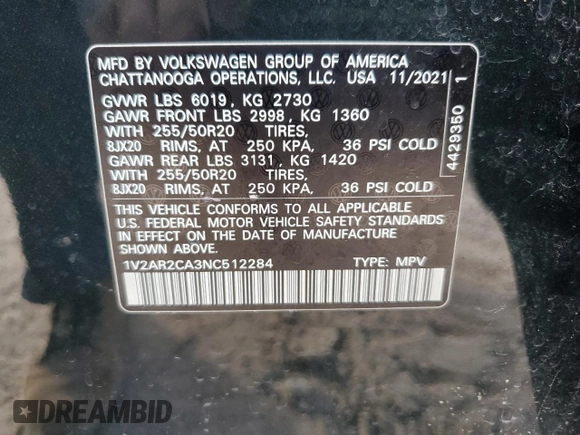 MFD BY VOLKSWAGEN GROUP OF AMERICA
CHATTANOOGA OPERATIONS, LLC. USA 11/2021
GVWR LBS 6019, KG 2730
GAWR FRONT LBS 2998, KG 1360
WITH 255/50R20 TIRES,
8JX20 RIMS, AT 250 KPA, 36 PSI COLD
GAWR REAR LBS 3131, KG 1420
WITH 255/50R20 TIRES,
8JX20 RIMS, AT 250 KPA, 36 PSI COLD
THIS VEHICLE CONFORMS TO ALL APPLICABLE
U.S. FEDERAL MOTOR VEHICLE SAFETY STANDARDS
IN EFFECT ON THE DATE OF MANUFACTURE
SHOWN ABOVE.
1V2AR2CA3NC512284 TYPE: MPV
4429350 1
DREAMBID